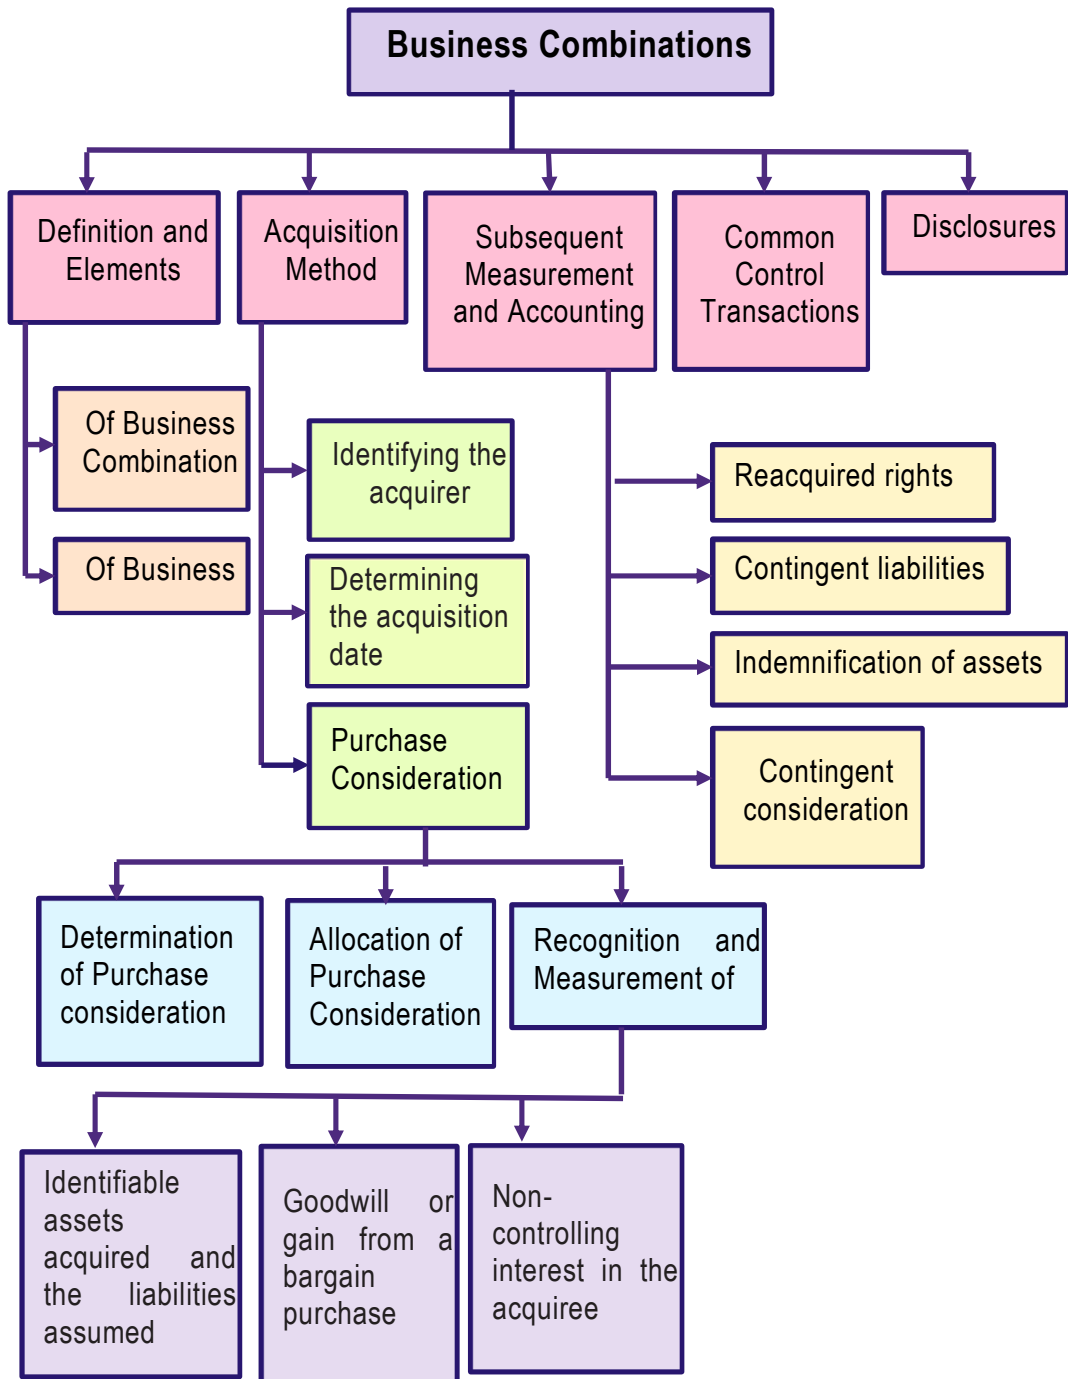 Business Combinations
Definition and
Elements
Acquisition
Method
Subsequent
Measurement
and Accounting
Common
Control
Transactions
Disclosures
Of Business
Combination
Of Business
Identifying the
acquirer
Determining
the acquisition
date
Purchase
Consideration
Reacquired rights
Contingent liabilities
Indemnification of assets
Contingent
consideration
Determination
of Purchase
consideration
Allocation of
Purchase
Consideration
Recognition and
Measurement of
Identifiable
assets
acquired and
the liabilities
assumed
Goodwill or
gain from a
bargain
purchase
Non-
controlling
interest in the
acquiree